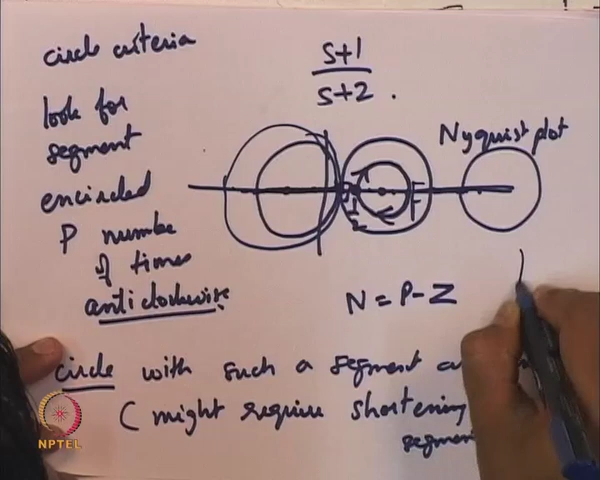 circle criteria
s+1
s+2 .
look for
segment
encircled
P number
of times
anticlockwise.
Nyquist plot
N = P - Z
circle with such a segment
( might require shortening
NPTEL